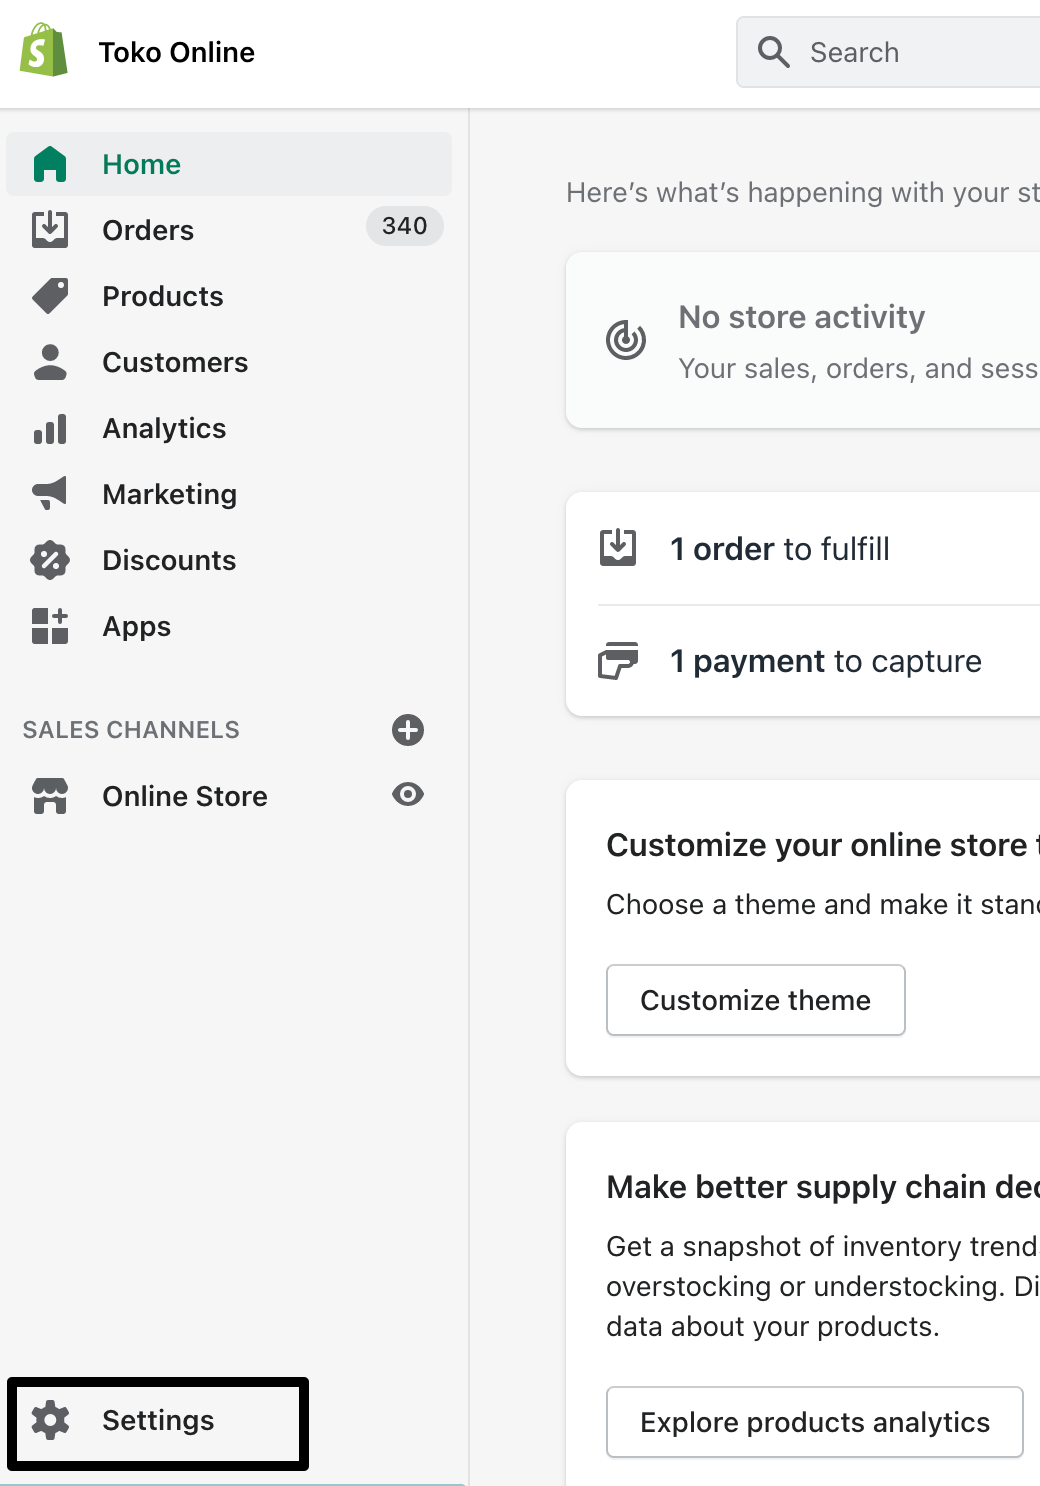 Toko Online
Search
Home
Orders
340
Products
Customers
Analytics
Marketing
Discounts
Apps
SALES CHANNELS
Online Store
Settings
Here's what's happening with your st
No store activity
Your sales, orders, and sess
1 order to fulfill
1 payment to capture
Customize your online store t
Choose a theme and make it stand
Customize theme
Make better supply chain dec
Get a snapshot of inventory trends
overstocking or understocking. Di
data about your products.
Explore products analytics